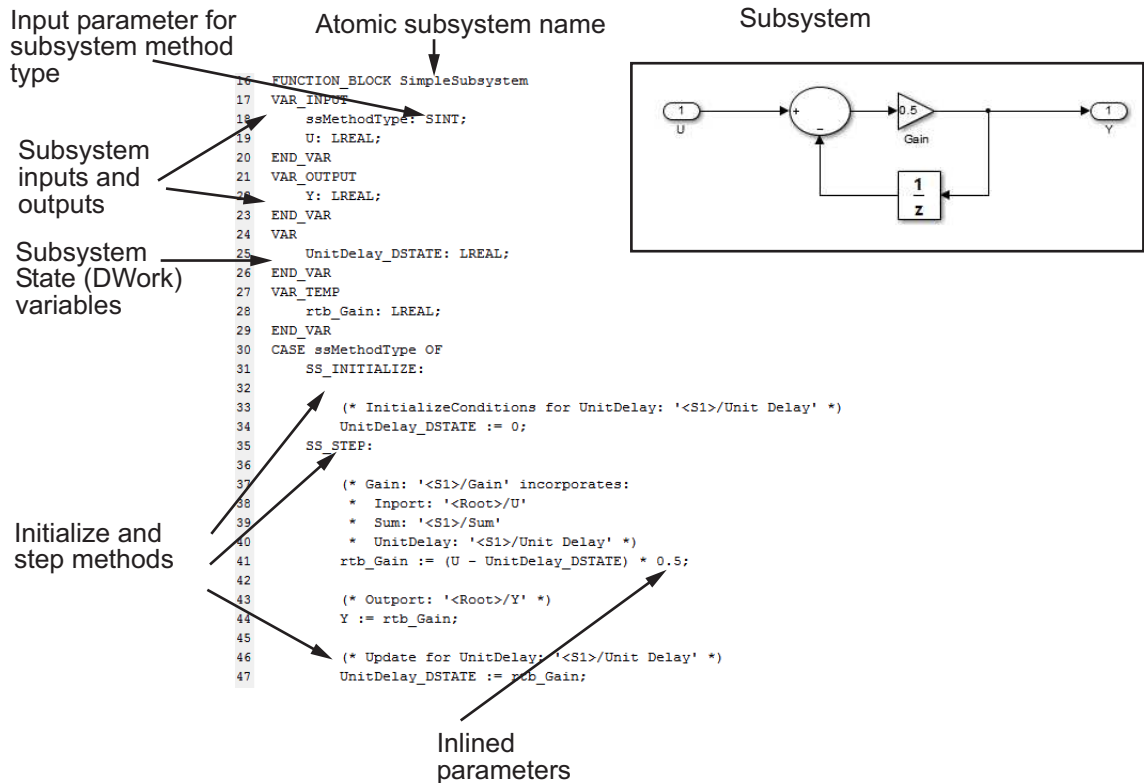 Input parameter for
subsystem method
type
Atomic subsystem name
Subsystem
16 FUNCTION_BLOCK SimpleSubsystem
17 VAR_INPUT
18 ssMethodType: SINT;
19 U: LREAL;
20 END_VAR
21 VAR_OUTPUT
22 Y: LREAL;
23 END_VAR
24 VAR
25 UnitDelay_DSTATE: LREAL;
26 END_VAR
27 VAR_TEMP
28 rtb_Gain: LREAL;
29 END_VAR
30 CASE ssMethodType OF
31 SS_INITIALIZE:
32
33 (* InitializeConditions for UnitDelay: '<S1>/Unit Delay' *)
34 UnitDelay_DSTATE := 0;
35 SS_STEP:
36
37 (* Gain: '<S1>/Gain' incorporates:
38 * Inport: '<Root>/U'
39 * Sum: '<S1>/Sum'
40 * UnitDelay: '<S1>/Unit Delay' *)
41 rtb_Gain := (U - UnitDelay_DSTATE) * 0.5;
42
43 (* Outport: '<Root>/Y' *)
44 Y := rtb_Gain;
45
46 (* Update for UnitDelay: '<S1>/Unit Delay' *)
47 UnitDelay_DSTATE := rtb_Gain;
Subsystem
inputs and
outputs
Subsystem
State (DWork)
variables
Initialize and
step methods
Inlined
parameters
1
U
+
−
0.5
Gain
1
Y
1
z